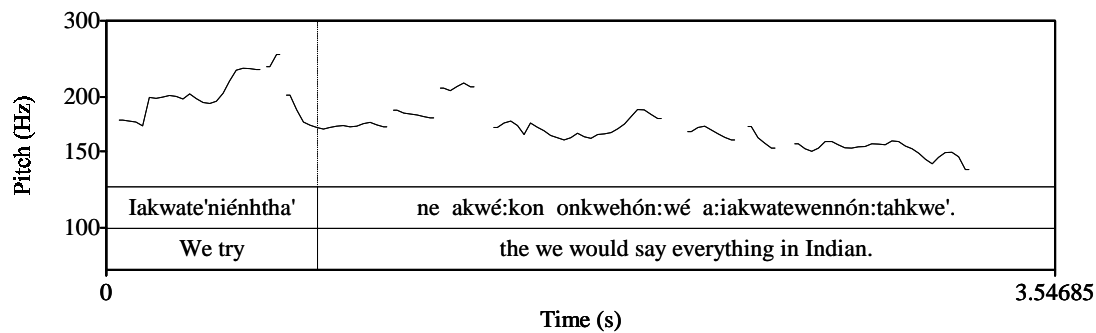 300
200
150
100
Pitch (Hz)
Iakwate'niénhtha' ne akwé:kon onkwehón:wé a:iakwatewennón:tahkwe'.
We try the we would say everything in Indian.
0 3.54685
Time (s)